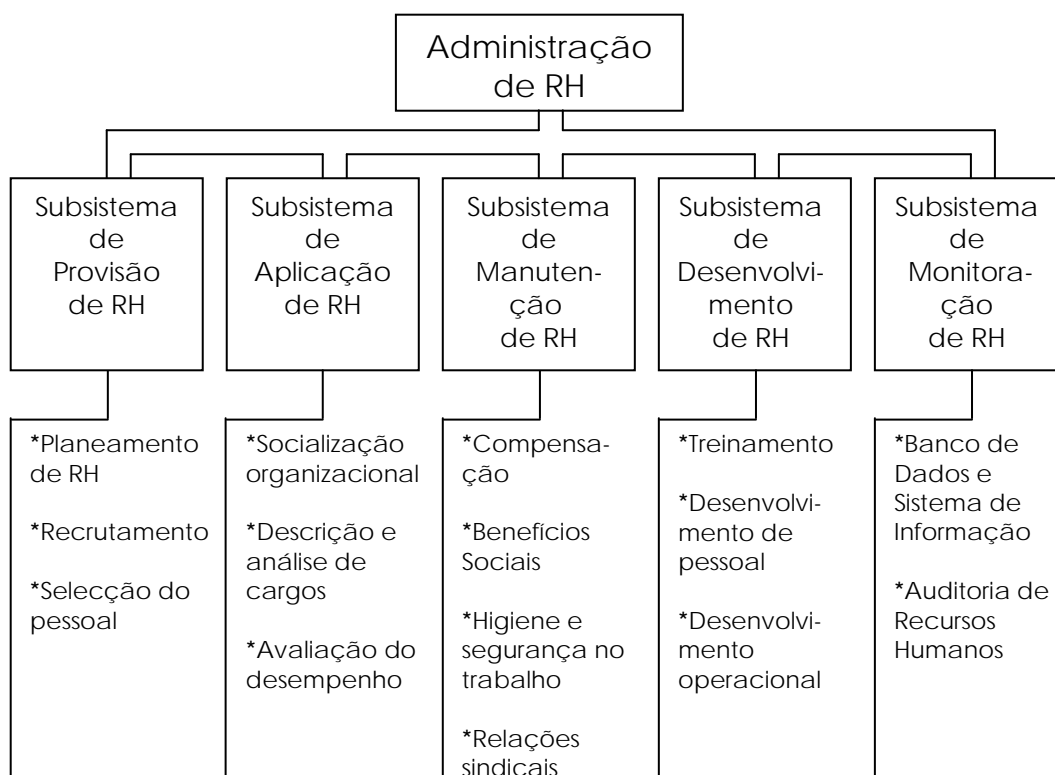 Administração
de RH
Subsistema
de
Provisão
de RH
Subsistema
de
Aplicação
de RH
Subsistema
de
Manuten-
ção
de RH
Subsistema
de
Desenvolvi-
mento
de RH
Subsistema
de
Monitora-
ção
de RH
*Planeamento
de RH
*Recrutamento
*Selecção do
pessoal
*Socialização
organizacional
*Descrição e
análise de
cargos
*Avaliação do
desempenho
*Compensa-
ção
*Benefícios
Sociais
*Higiene e
segurança no
trabalho
*Relações
sindicais
*Treinamento
*Desenvolvi-
mento de
pessoal
*Desenvolvi-
mento
operacional
*Banco de
Dados e
Sistema de
Informação
*Auditoria de
Recursos
Humanos